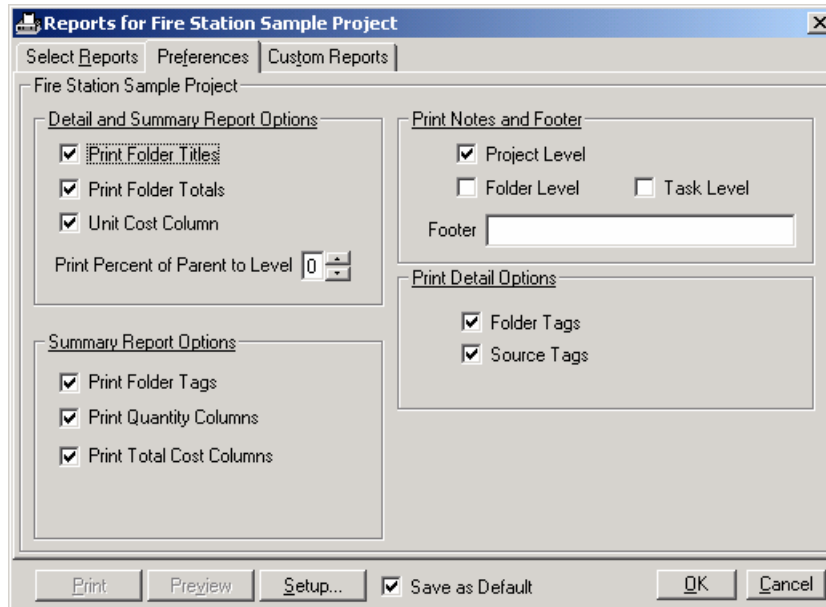 Reports for Fire Station Sample Project
Select Reports Preferences Custom Reports
Fire Station Sample Project
Detail and Summary Report Options
Print Folder Titles
Print Folder Totals
Unit Cost Column
Print Percent of Parent to Level 0
Summary Report Options
Print Folder Tags
Print Quantity Columns
Print Total Cost Columns
Print Notes and Footer
Project Level
Folder Level Task Level
Footer
Print Detail Options
Folder Tags
Source Tags
Print Preview Setup... Save as Default OK Cancel